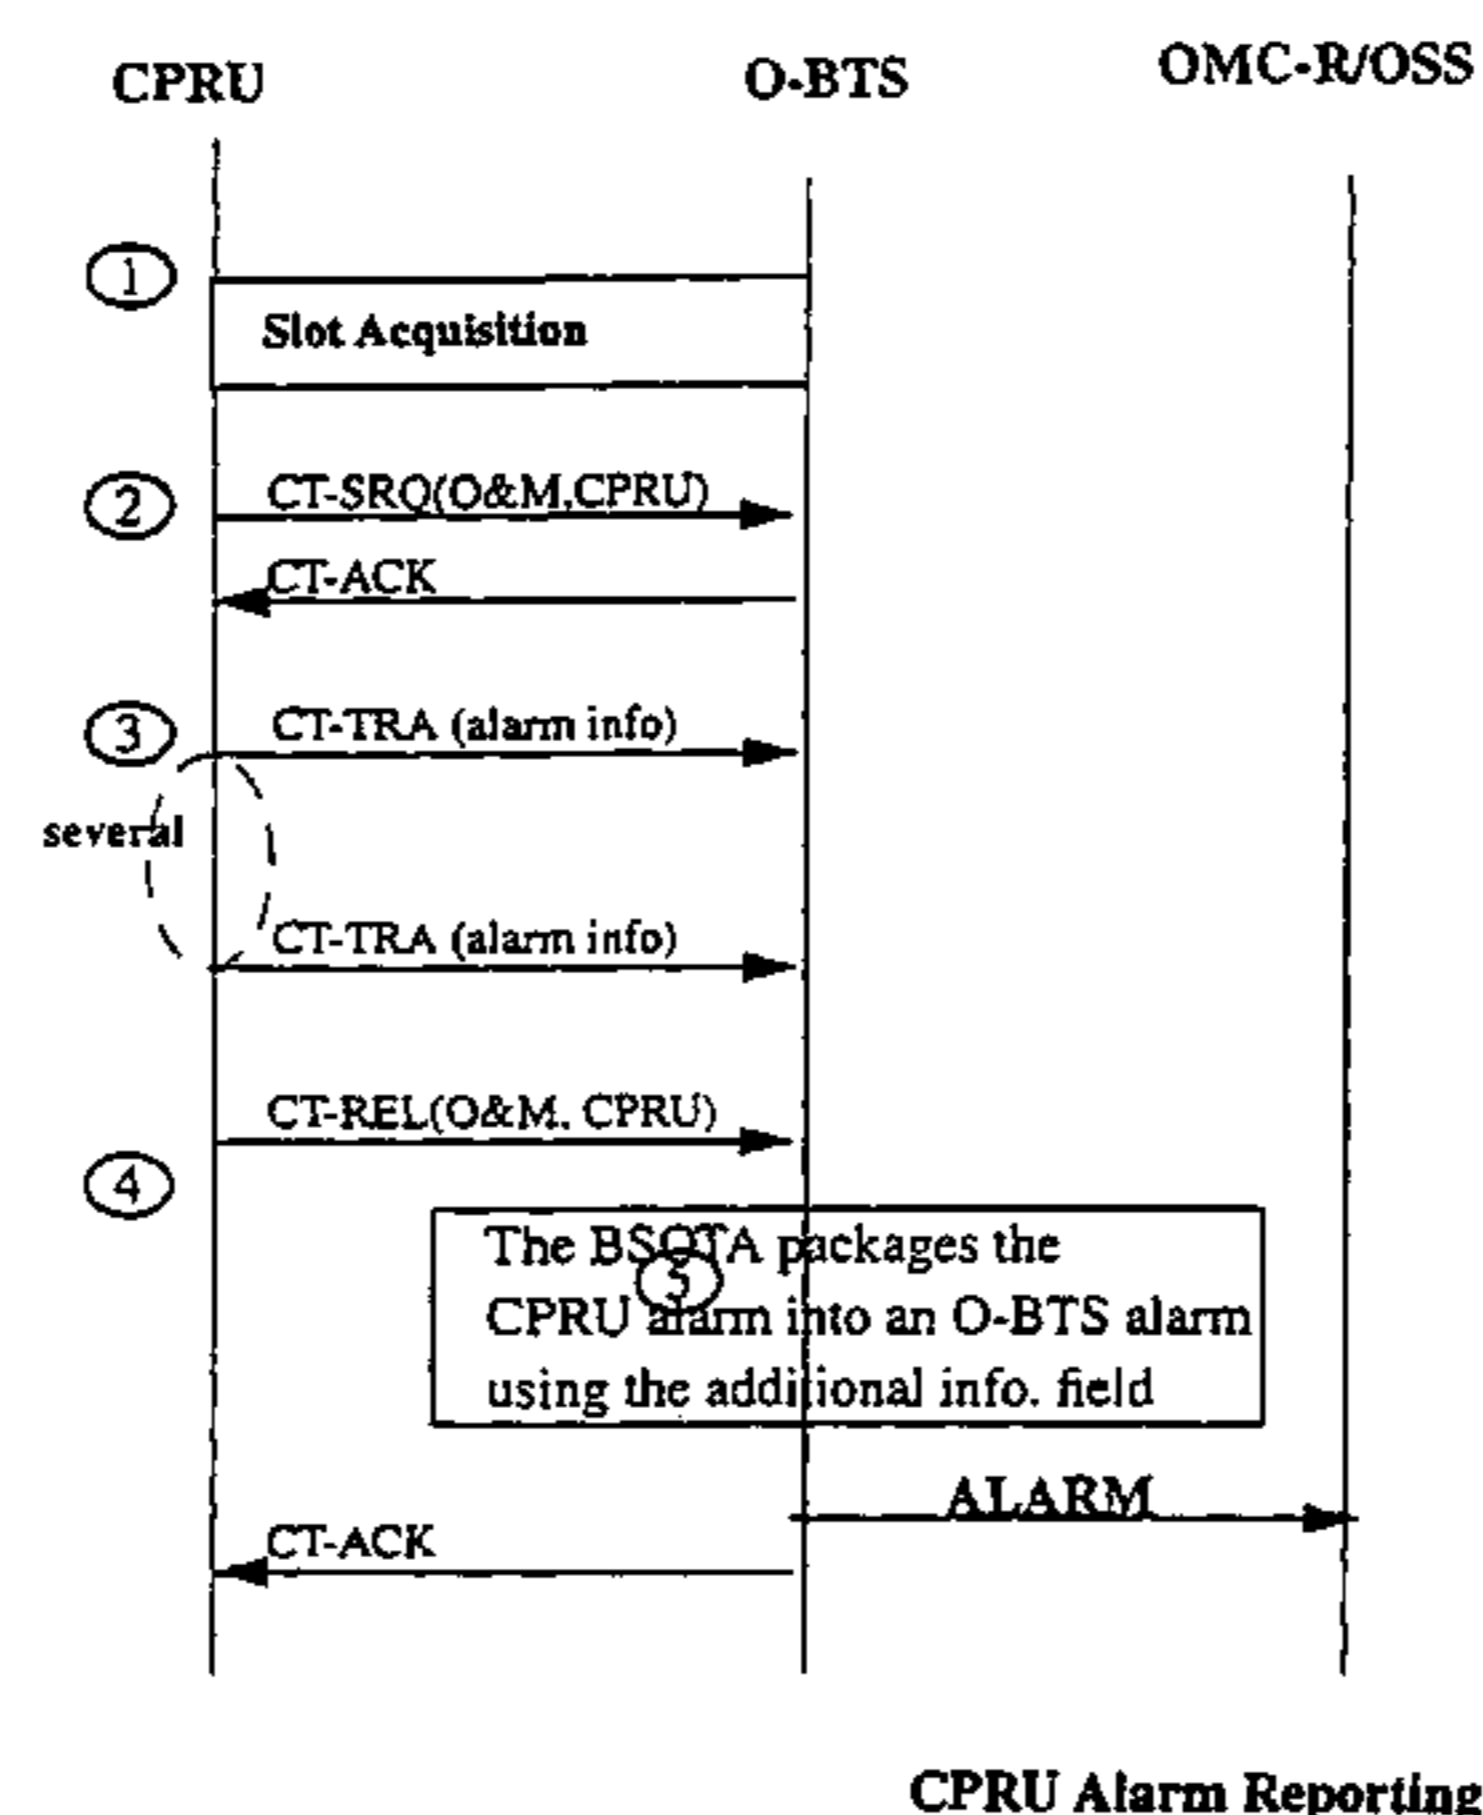 CPRU
O-BTS
OMC-R/OSS
1
Slot Acquisition
2
CT-SRQ(O&M,CPRU)
CT-ACK
3
CT-TRA (alarm info)
several
CT-TRA (alarm info)
CT-REL(O&M. CPRU)
4
The BSOTA packages the
5
CPRU alarm into an O-BTS alarm
using the additional info. field
ALARM
CT-ACK
CPRU Alarm Reporting